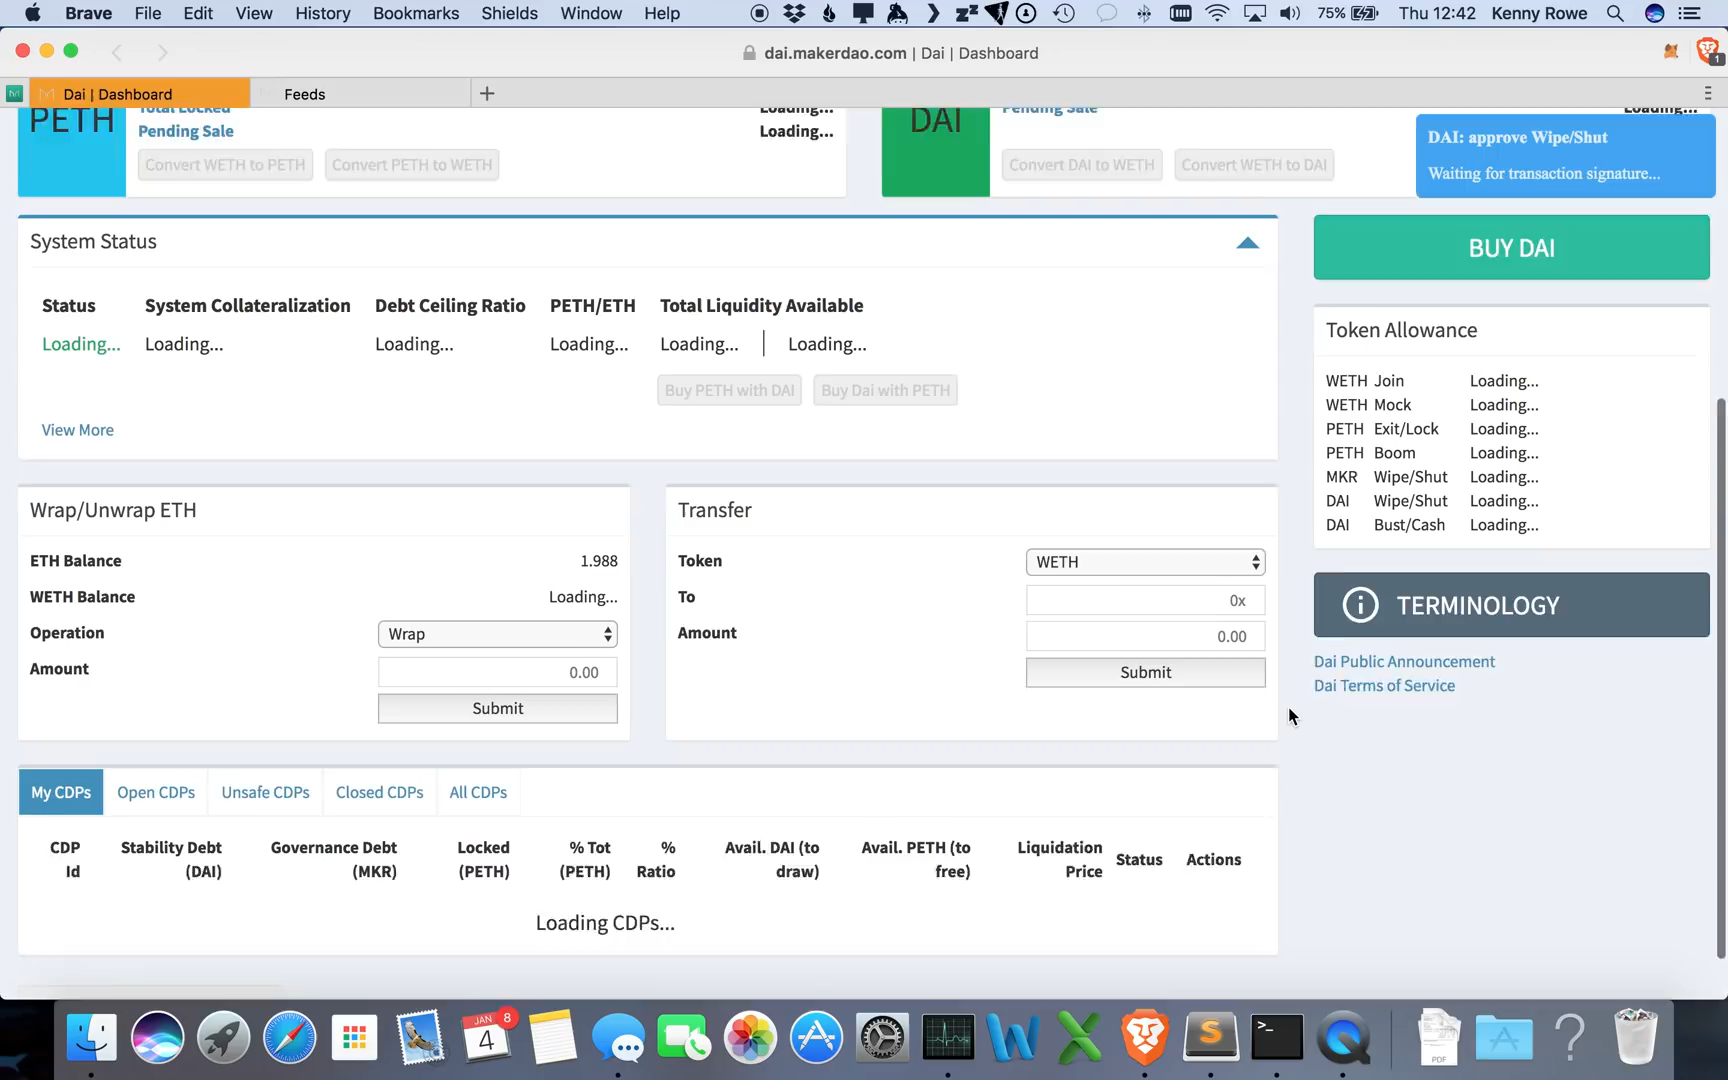 Brave File Edit View History Bookmarks Shields Window Help 75% Thu 12:42 Kenny Rowe
dai.makerdao.com | Dai | Dashboard
Dai | Dashboard Feeds
PETH Total Locked Loading...
Pending Sale Loading...
Convert WETH to PETH Convert PETH to WETH
DAI Pending Sale Loading...
Convert DAI to WETH Convert WETH to DAI
DAI: approve Wipe/Shut
Waiting for transaction signature...
System Status
Status System Collateralization Debt Ceiling Ratio PETH/ETH Total Liquidity Available
Loading... Loading... Loading... Loading... Loading... Loading...
Buy PETH with DAI Buy Dai with PETH
View More
BUY DAI
Token Allowance
WETH Join Loading...
WETH Mock Loading...
PETH Exit/Lock Loading...
PETH Boom Loading...
MKR Wipe/Shut Loading...
DAI Wipe/Shut Loading...
DAI Bust/Cash Loading...
Wrap/Unwrap ETH
ETH Balance 1.988
WETH Balance Loading...
Operation Wrap
Amount 0.00
Submit
Transfer
Token WETH
To 0x
Amount 0.00
Submit
TERMINOLOGY
Dai Public Announcement
Dai Terms of Service
My CDPs Open CDPs Unsafe CDPs Closed CDPs All CDPs
CDP Id Stability Debt (DAI) Governance Debt (MKR) Locked (PETH) % Tot (PETH) % Ratio Avail. DAI (to draw) Avail. PETH (to free) Liquidation Price Status Actions
Loading CDPs...
JAN 4 8
PDF